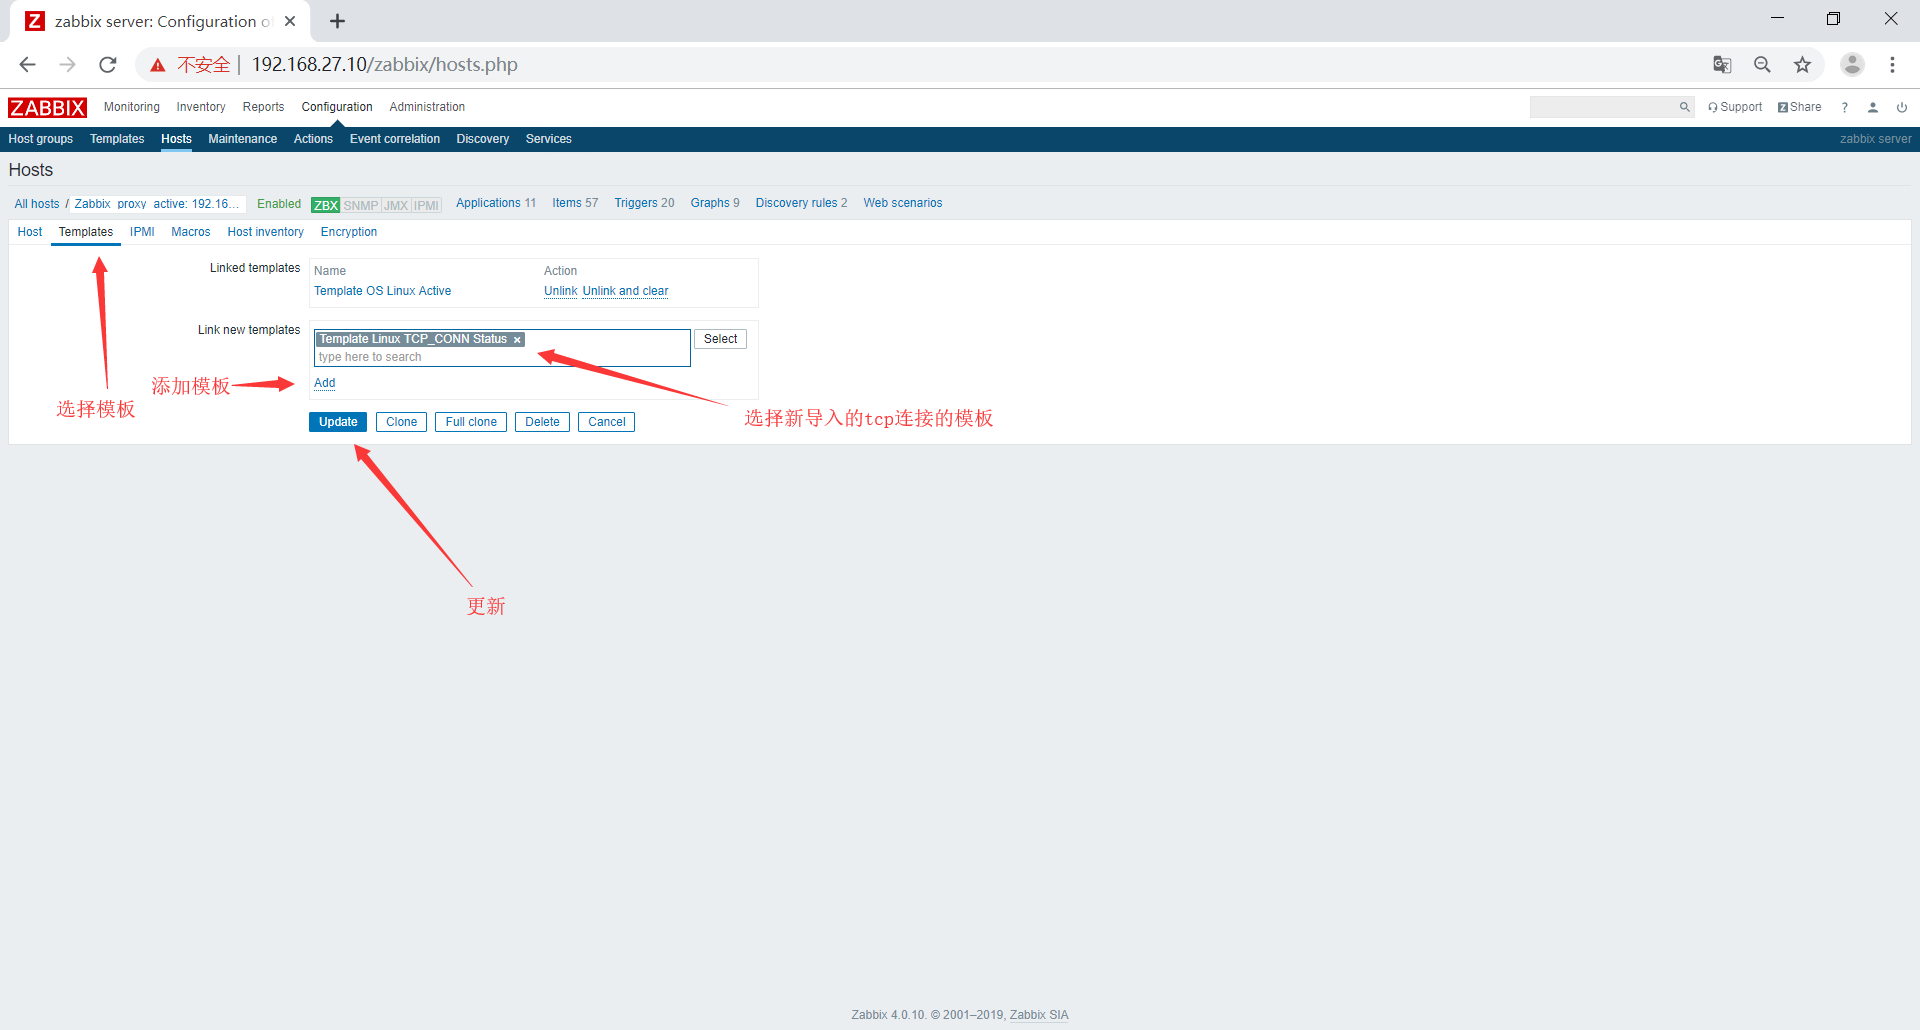 zabbix server: Configuration o
不安全 | 192.168.27.10/zabbix/hosts.php
ZABBIX Monitoring Inventory Reports Configuration Administration Support Z Share ?
Host groups Templates Hosts Maintenance Actions Event correlation Discovery Services zabbix server
Hosts
All hosts / Zabbix_proxy_active: 192.16... Enabled ZBX SNMP JMX IPMI Applications 11 Items 57 Triggers 20 Graphs 9 Discovery rules 2 Web scenarios
Host Templates IPMI Macros Host inventory Encryption
Linked templates Name Action
Template OS Linux Active Unlink Unlink and clear
Link new templates Template Linux TCP_CONN Status × Select
type here to search
添加模板 Add
选择模板
选择新导入的tcp连接的模板
Update Clone Full clone Delete Cancel
更新
Zabbix 4.0.10. © 2001–2019, Zabbix SIA